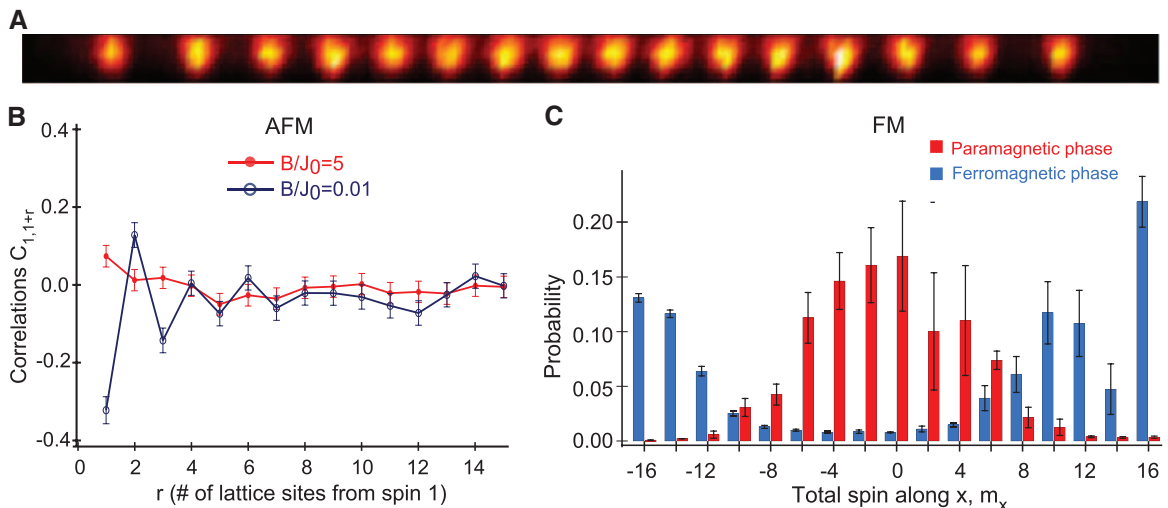 A
B
AFM
B/J0=5
B/J0=0.01
Correlations C1,1+r
0.4
0.2
0.0
-0.2
-0.4
0 2 4 6 8 10 12 14
r (# of lattice sites from spin 1)
C
FM
Paramagnetic phase
Ferromagnetic phase
Probability
0.20
0.15
0.10
0.05
0.00
-16 -12 -8 -4 0 4 8 12 16
Total spin along x, mx